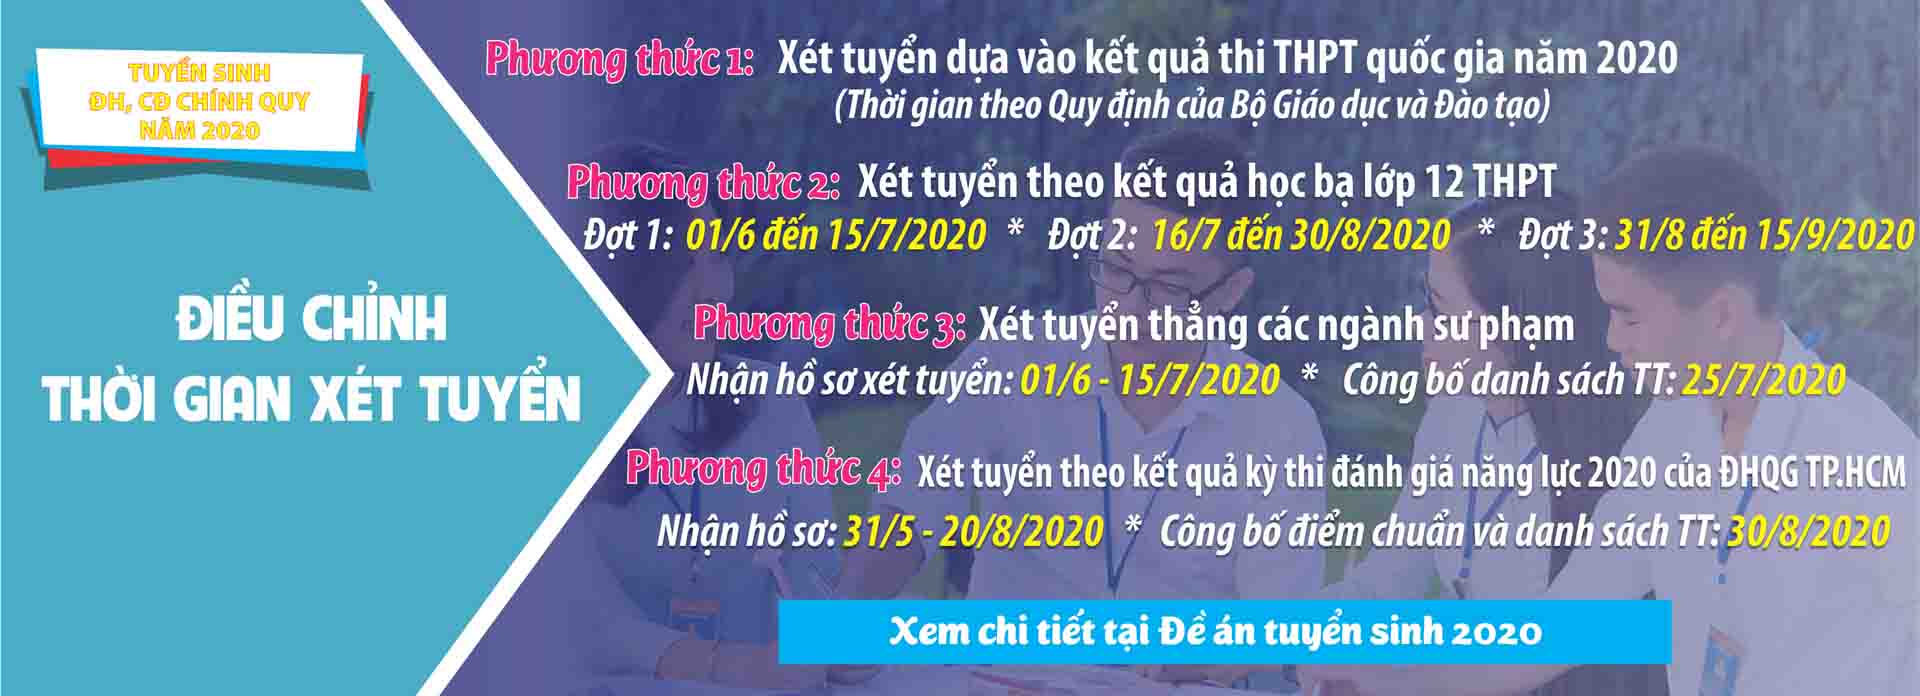 TUYỂN SINH
ĐH, CĐ CHÍNH QUY
NĂM 2020
ĐIỀU CHỈNH
THỜI GIAN XÉT TUYỂN
Phương thức 1: Xét tuyển dựa vào kết quả thi THPT quốc gia năm 2020
(Thời gian theo Quy định của Bộ Giáo dục và Đào tạo)
Phương thức 2: Xét tuyển theo kết quả học bạ lớp 12 THPT
Đợt 1: 01/6 đến 15/7/2020 * Đợt 2: 16/7 đến 30/8/2020 * Đợt 3: 31/8 đến 15/9/2020
Phương thức 3: Xét tuyển thẳng các ngành sư phạm
Nhận hồ sơ xét tuyển: 01/6 - 15/7/2020 * Công bố danh sách TT: 25/7/2020
Phương thức 4: Xét tuyển theo kết quả kỳ thi đánh giá năng lực 2020 của ĐHQG TP.HCM
Nhận hồ sơ: 31/5 - 20/8/2020 * Công bố điểm chuẩn và danh sách TT: 30/8/2020
Xem chi tiết tại Đề án tuyển sinh 2020